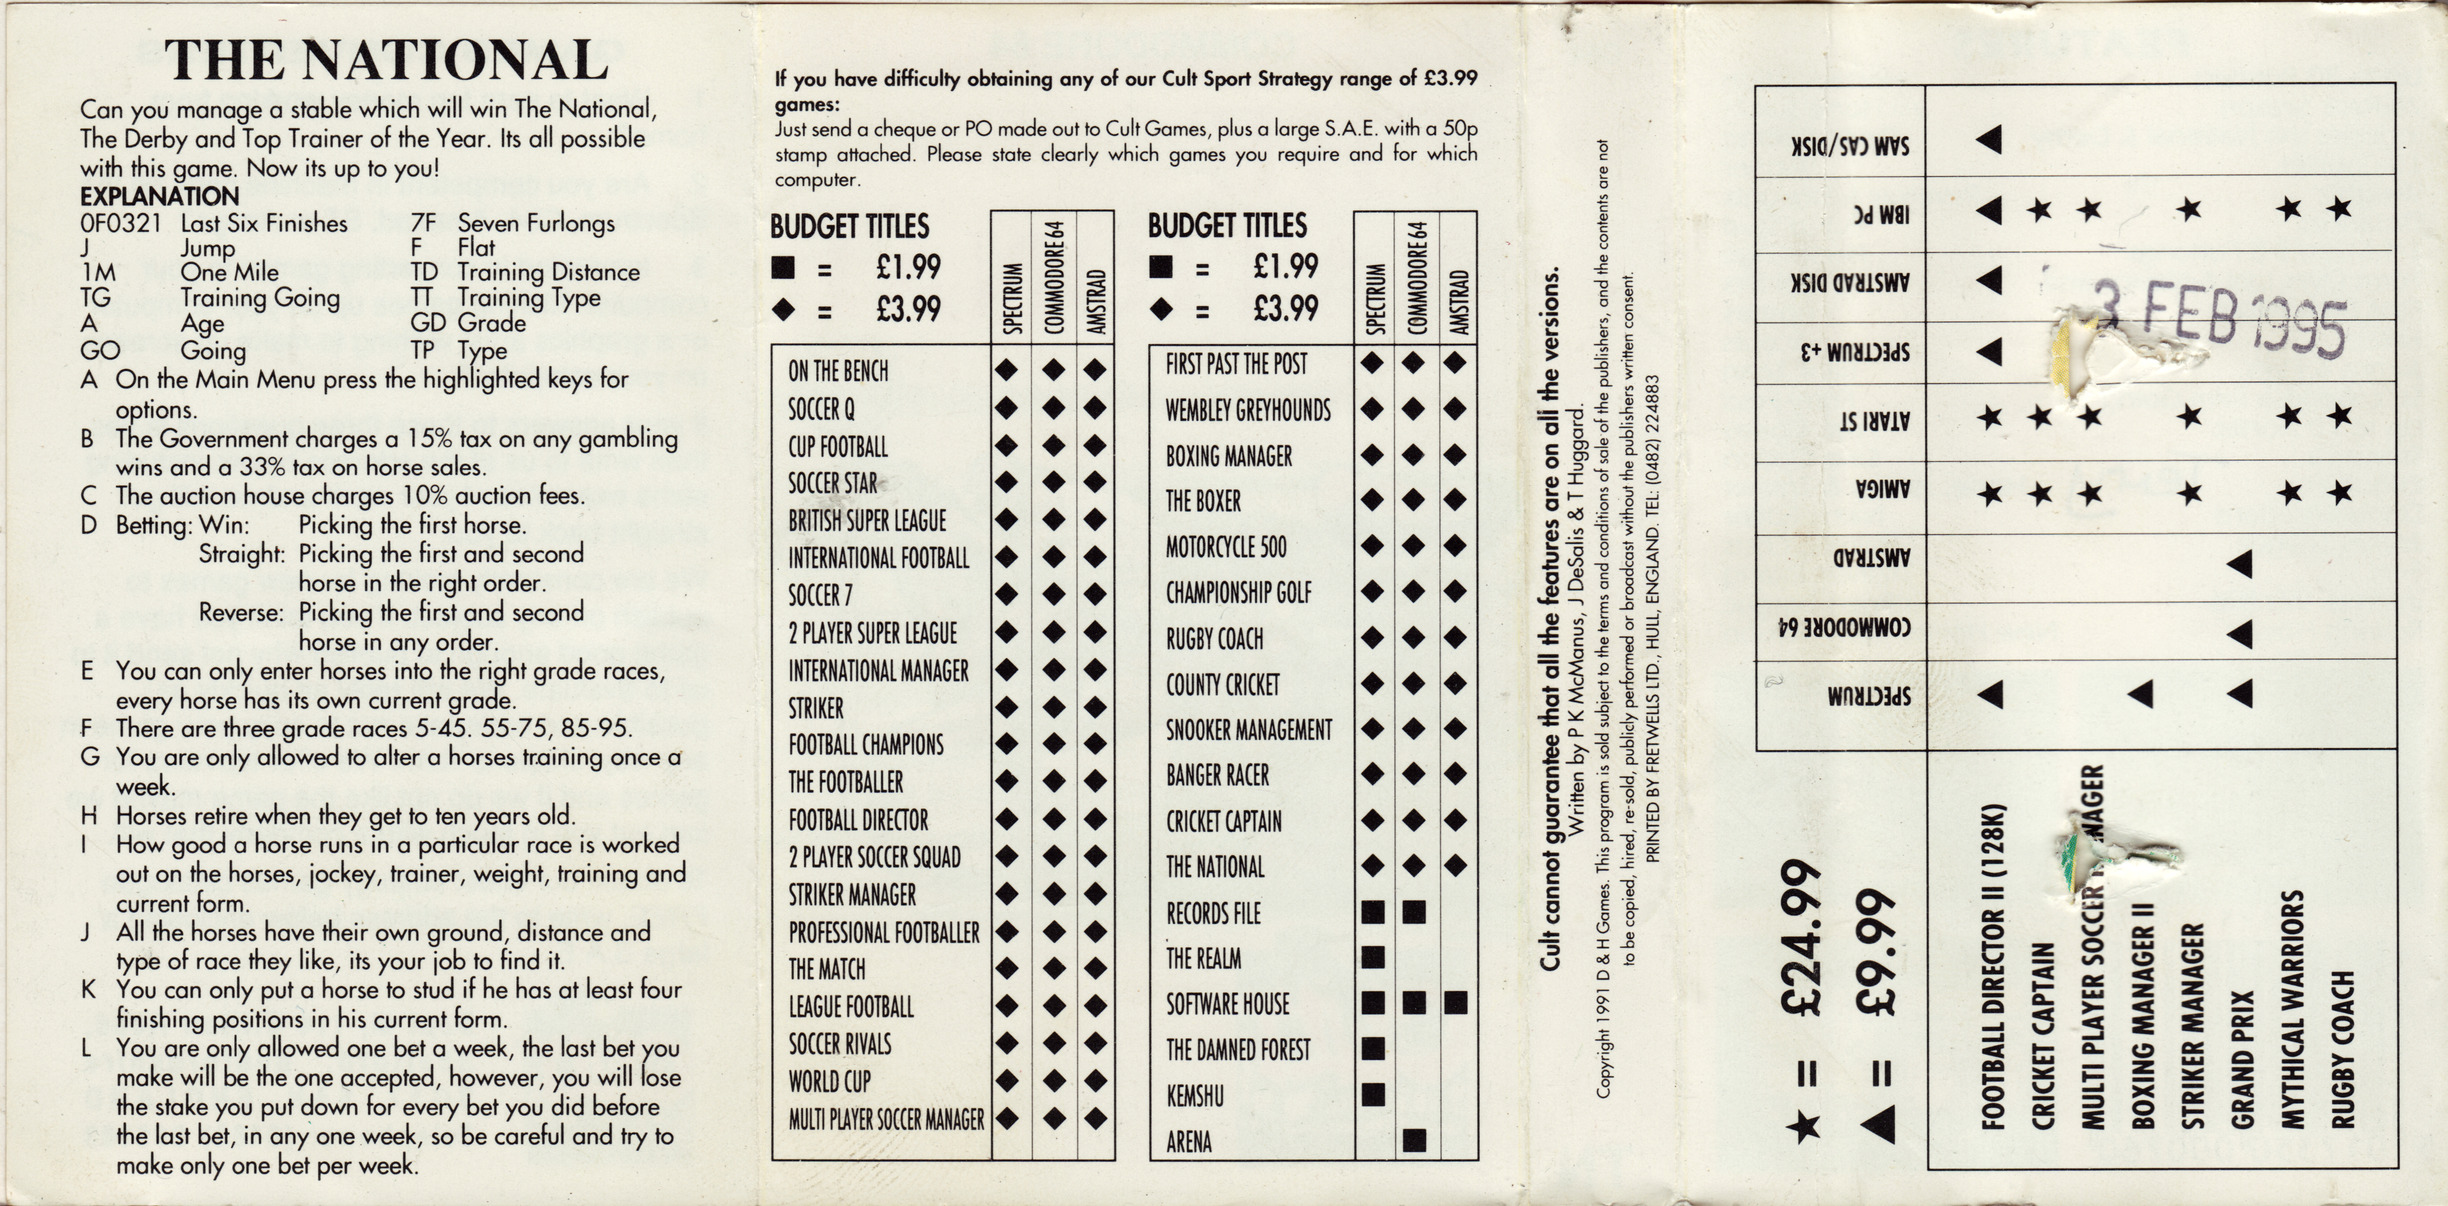 THE NATIONAL
Can you manage a stable which will win The National,
The Derby and Top Trainer of the Year. Its all possible
with this game. Now its up to you!
EXPLANATION
0F0321 Last Six Finishes 7F Seven Furlongs
J Jump F Flat
1M One Mile TD Training Distance
TG Training Going TT Training Type
A Age GD Grade
GO Going TP Type
A On the Main Menu press the highlighted keys for
options.
B The Government charges a 15% tax on any gambling
wins and a 33% tax on horse sales.
C The auction house charges 10% auction fees.
D Betting: Win: Picking the first horse.
Straight: Picking the first and second
horse in the right order.
Reverse: Picking the first and second
horse in any order.
E You can only enter horses into the right grade races,
every horse has its own current grade.
F There are three grade races 5-45. 55-75, 85-95.
G You are only allowed to alter a horses training once a
week.
H Horses retire when they get to ten years old.
I How good a horse runs in a particular race is worked
out on the horses, jockey, trainer, weight, training and
current form.
J All the horses have their own ground, distance and
type of race they like, its your job to find it.
K You can only put a horse to stud if he has at least four
finishing positions in his current form.
L You are only allowed one bet a week, the last bet you
make will be the one accepted, however, you will lose
the stake you put down for every bet you did before
the last bet, in any one week, so be careful and try to
make only one bet per week.
If you have difficulty obtaining any of our Cult Sport Strategy range of £3.99
games:
Just send a cheque or PO made out to Cult Games, plus a large S.A.E. with a 50p
stamp attached. Please state clearly which games you require and for which
computer.
BUDGET TITLES
■ = £1.99
◆ = £3.99
SPECTRUM
COMMODORE 64
AMSTRAD
ON THE BENCH ◆ ◆ ◆
SOCCER Q ◆ ◆ ◆
CUP FOOTBALL ◆ ◆ ◆
SOCCER STAR ◆ ◆ ◆
BRITISH SUPER LEAGUE ◆ ◆ ◆
INTERNATIONAL FOOTBALL ◆ ◆ ◆
SOCCER 7 ◆ ◆ ◆
2 PLAYER SUPER LEAGUE ◆ ◆ ◆
INTERNATIONAL MANAGER ◆ ◆ ◆
STRIKER ◆ ◆ ◆
FOOTBALL CHAMPIONS ◆ ◆ ◆
THE FOOTBALLER ◆ ◆ ◆
FOOTBALL DIRECTOR ◆ ◆ ◆
2 PLAYER SOCCER SQUAD ◆ ◆ ◆
STRIKER MANAGER ◆ ◆ ◆
PROFESSIONAL FOOTBALLER ◆ ◆ ◆
THE MATCH ◆ ◆ ◆
LEAGUE FOOTBALL ◆ ◆ ◆
SOCCER RIVALS ◆ ◆ ◆
WORLD CUP ◆ ◆ ◆
MULTI PLAYER SOCCER MANAGER ◆ ◆ ◆
BUDGET TITLES
■ = £1.99
◆ = £3.99
SPECTRUM
COMMODORE 64
AMSTRAD
FIRST PAST THE POST ◆ ◆ ◆
WEMBLEY GREYHOUNDS ◆ ◆ ◆
BOXING MANAGER ◆ ◆ ◆
THE BOXER ◆ ◆ ◆
MOTORCYCLE 500 ◆ ◆ ◆
CHAMPIONSHIP GOLF ◆ ◆ ◆
RUGBY COACH ◆ ◆ ◆
COUNTY CRICKET ◆ ◆ ◆
SNOOKER MANAGEMENT ◆ ◆ ◆
BANGER RACER ◆ ◆ ◆
CRICKET CAPTAIN ◆ ◆ ◆
THE NATIONAL ◆ ◆ ◆
RECORDS FILE ■ ■
THE REALM ■
SOFTWARE HOUSE ■ ■ ■
THE DAMNED FOREST ■
KEMSHU ■
ARENA ■
Cult cannot guarantee that all the features are on all the versions.
Written by P K McManus, J DeSalis & T Huggard.
Copyright 1991 D & H Games. This program is sold subject to the terms and conditions of sale of the publishers, and the contents are not
to be copied, hired, re-sold, publicly performed or broadcast without the publishers written consent.
PRINTED BY FRETWELLS LTD., HULL, ENGLAND. TEL: (0482) 224883
★ = £24.99
▲ = £9.99
SPECTRUM
COMMODORE 64
AMSTRAD
AMIGA
ATARI ST
SPECTRUM +3
AMSTRAD DISK
IBM PC
SAM CAS/DISK
FOOTBALL DIRECTOR II (128K) ▲ ★ ★ ▲ ▲ ▲ ▲
CRICKET CAPTAIN ★ ★ ★
MULTI PLAYER SOCCER MANAGER ★ ★ ★
BOXING MANAGER II ▲
STRIKER MANAGER ★ ★ ★
GRAND PRIX ▲ ▲ ▲
MYTHICAL WARRIORS ★ ★ ★
RUGBY COACH ★ ★ ★
3 FEB 1995